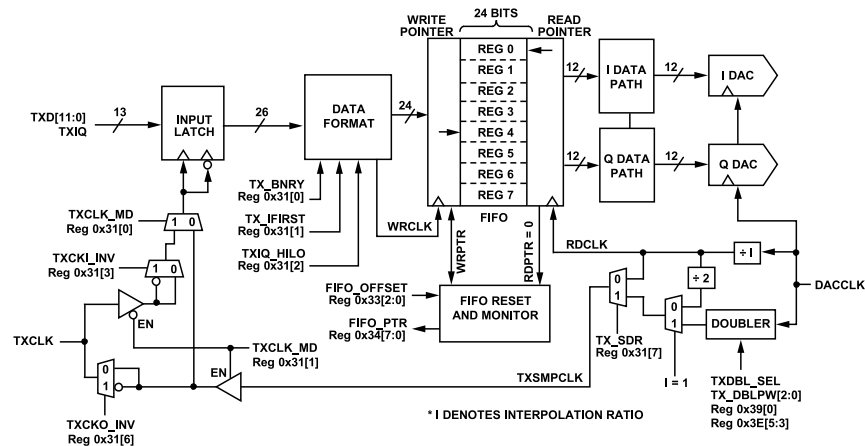 24 BITS
WRITE POINTER
READ POINTER
REG 0
REG 1
REG 2
REG 3
REG 4
REG 5
REG 6
REG 7
FIFO
TXD[11:0]
TXIQ
13
INPUT LATCH
26
DATA FORMAT
24
12
I DATA PATH
12
I DAC
12
Q DATA PATH
12
Q DAC
TX_BNRY
Reg 0x31[0]
TX_IFIRST
Reg 0x31[1]
TXIQ_HILO
Reg 0x31[2]
WRCLK
WRPTR
RDPTR = 0
RDCLK
÷ I
÷ 2
DACCLK
TXCLK_MD
Reg 0x31[0]
1 0
TXCKI_INV
Reg 0x31[3]
1 0
EN
TXCLK
FIFO_OFFSET
Reg 0x33[2:0]
FIFO_PTR
Reg 0x34[7:0]
FIFO RESET
AND MONITOR
0
1
0
1
DOUBLER
TX_SDR
Reg 0x31[7]
TXCLK_MD
Reg 0x31[1]
EN
TXSMPCLK
I = 1
0
1
TXCKO_INV
Reg 0x31[6]
TXDBL_SEL
TX_DBLPW[2:0]
Reg 0x39[0]
Reg 0x3E[5:3]
* I DENOTES INTERPOLATION RATIO